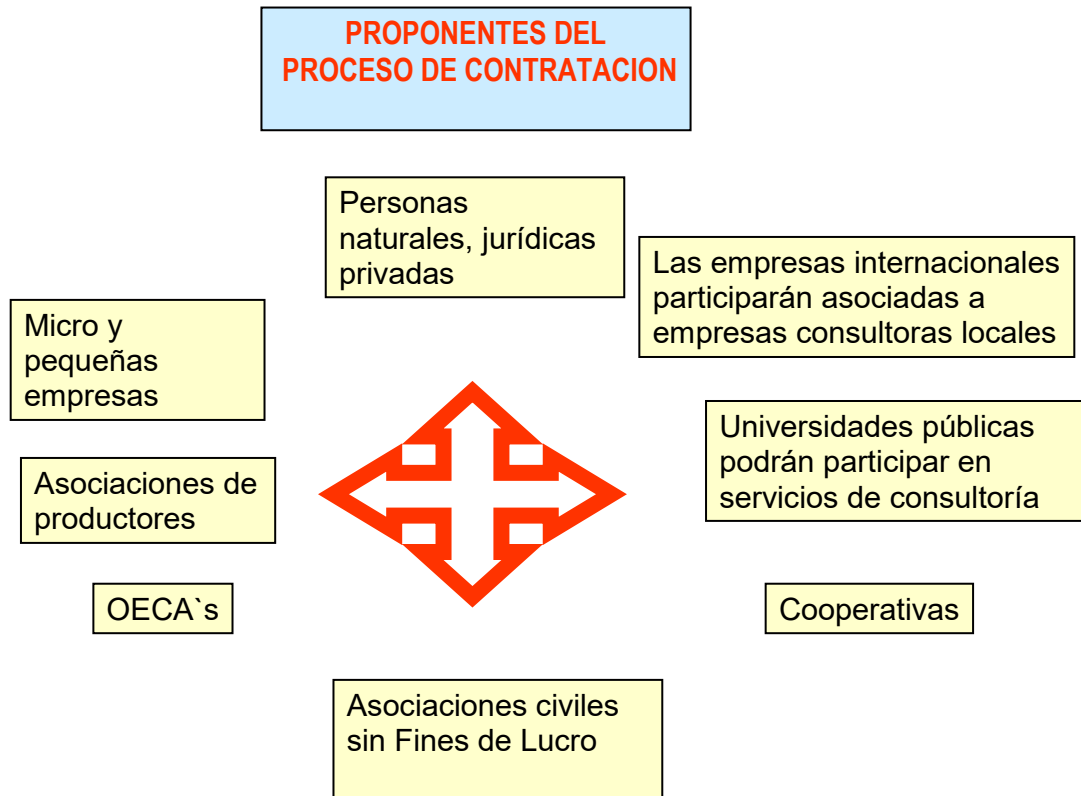 PROPONENTES DEL
PROCESO DE CONTRATACION
Personas
naturales, jurídicas
privadas
Las empresas internacionales
participarán asociadas a
empresas consultoras locales
Micro y
pequeñas
empresas
Universidades públicas
podrán participar en
servicios de consultoría
Asociaciones de
productores
OECA`s
Cooperativas
Asociaciones civiles
sin Fines de Lucro